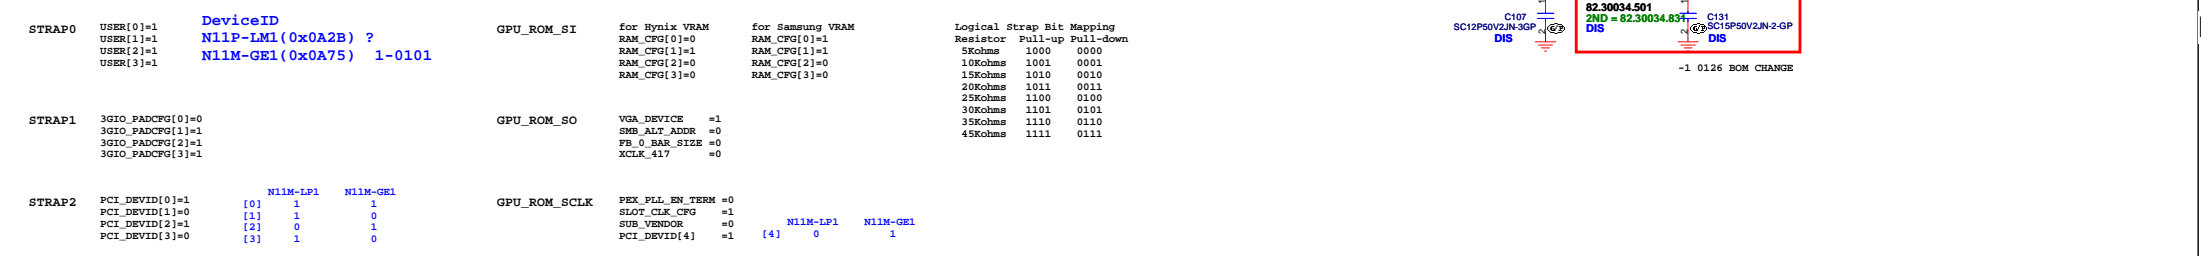 STRAP0
USER[0]=1
USER[1]=1
USER[2]=1
USER[3]=1
DeviceID
N11P-LM1(0x0A2B) ?
N11M-GE1(0x0A75) 1-0101
GPU_ROM_SI
for Hynix VRAM
RAM_CFG[0]=0
RAM_CFG[1]=1
RAM_CFG[2]=0
RAM_CFG[3]=0
for Samsung VRAM
RAM_CFG[0]=1
RAM_CFG[1]=0
RAM_CFG[2]=0
RAM_CFG[3]=0
Logical Strap Bit Mapping
Resistor Pull-up Pull-down
5Kohms 1000 0000
10Kohms 1001 0001
15Kohms 1010 0010
20Kohms 1011 0011
25Kohms 1100 0100
30Kohms 1101 0101
35Kohms 1110 0110
45Kohms 1111 0111
C107
SC12P50V2JN-3GP
DIS
1
2
82.30034.501
2ND = 82.30034.831
DIS
1
2
C131
SC15P50V2JN-2-GP
DIS
-1 0126 BOM CHANGE
STRAP1
3GIO_PADCFG[0]=0
3GIO_PADCFG[1]=1
3GIO_PADCFG[2]=1
3GIO_PADCFG[3]=1
GPU_ROM_SO
VGA_DEVICE =1
SMB_ALT_ADDR =0
FB_0_BAR_SIZE =0
XCLK_417 =0
STRAP2
PCI_DEVID[0]=1
PCI_DEVID[1]=0
PCI_DEVID[2]=1
PCI_DEVID[3]=0
N11M-LP1 N11M-GE1
[0] 1 1
[1] 1 0
[2] 0 1
[3] 1 0
GPU_ROM_SCLK
PEX_PLL_EN_TERM =0
SLOT_CLK_CFG =1
SUB_VENDOR =0
PCI_DEVID[4] =1
N11M-LP1 N11M-GE1
[4] 0 1